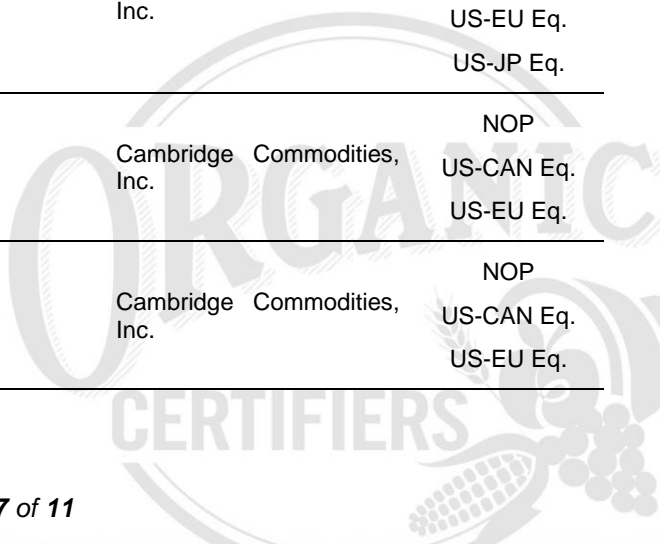 Inc.
US-EU Eq.
US-JP Eq.
NOP
Cambridge Commodities,
Inc.
US-CAN Eq.
US-EU Eq.
NOP
Cambridge Commodities,
Inc.
US-CAN Eq.
US-EU Eq.
ORGANIC
CERTIFIERS
7 of 11